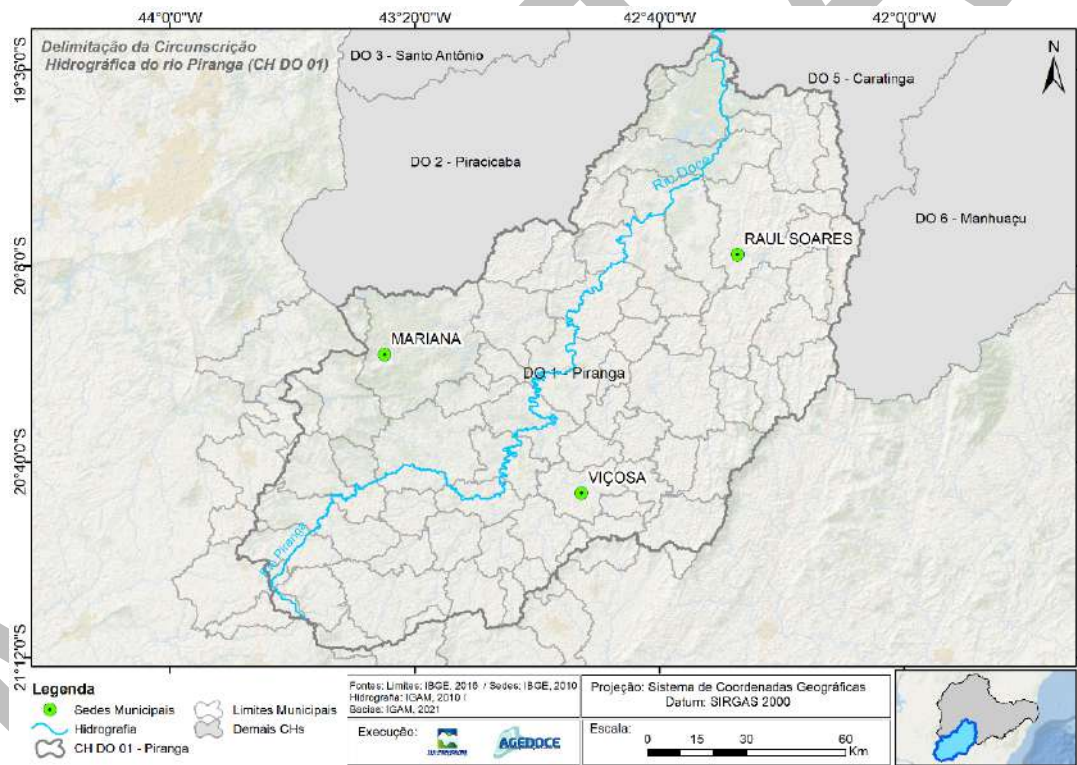 44°0'0"W
43°20'0"W
42°40'0"W
42°0'0"W
Delimitação da Circunscrição
Hidrográfica do rio Piranga (CH DO 01)
DO 3 - Santo Antônio
DO 5 - Caratinga
N
19°36'0"S
DO 2 - Piracicaba
Rio Doce
DO 6 - Manhuaçu
RAUL SOARES
20°8'0"S
MARIANA
DO 1 - Piranga
20°40'0"S
VIÇOSA
Rio Piranga
21°12'0"S
Legenda
Sedes Municipais
Hidrografia
CH DO 01 - Piranga
Limites Municipais
Demais CHs
Fontes: Limites: IBGE, 2016 / Sedes: IBGE, 2010
Hidrografia: IGAM, 2010 /
Bacias: IGAM, 2021
Execução:
AGEDOCE
Projeção: Sistema de Coordenadas Geográficas
Datum: SIRGAS 2000
Escala:
0 15 30 60
Km